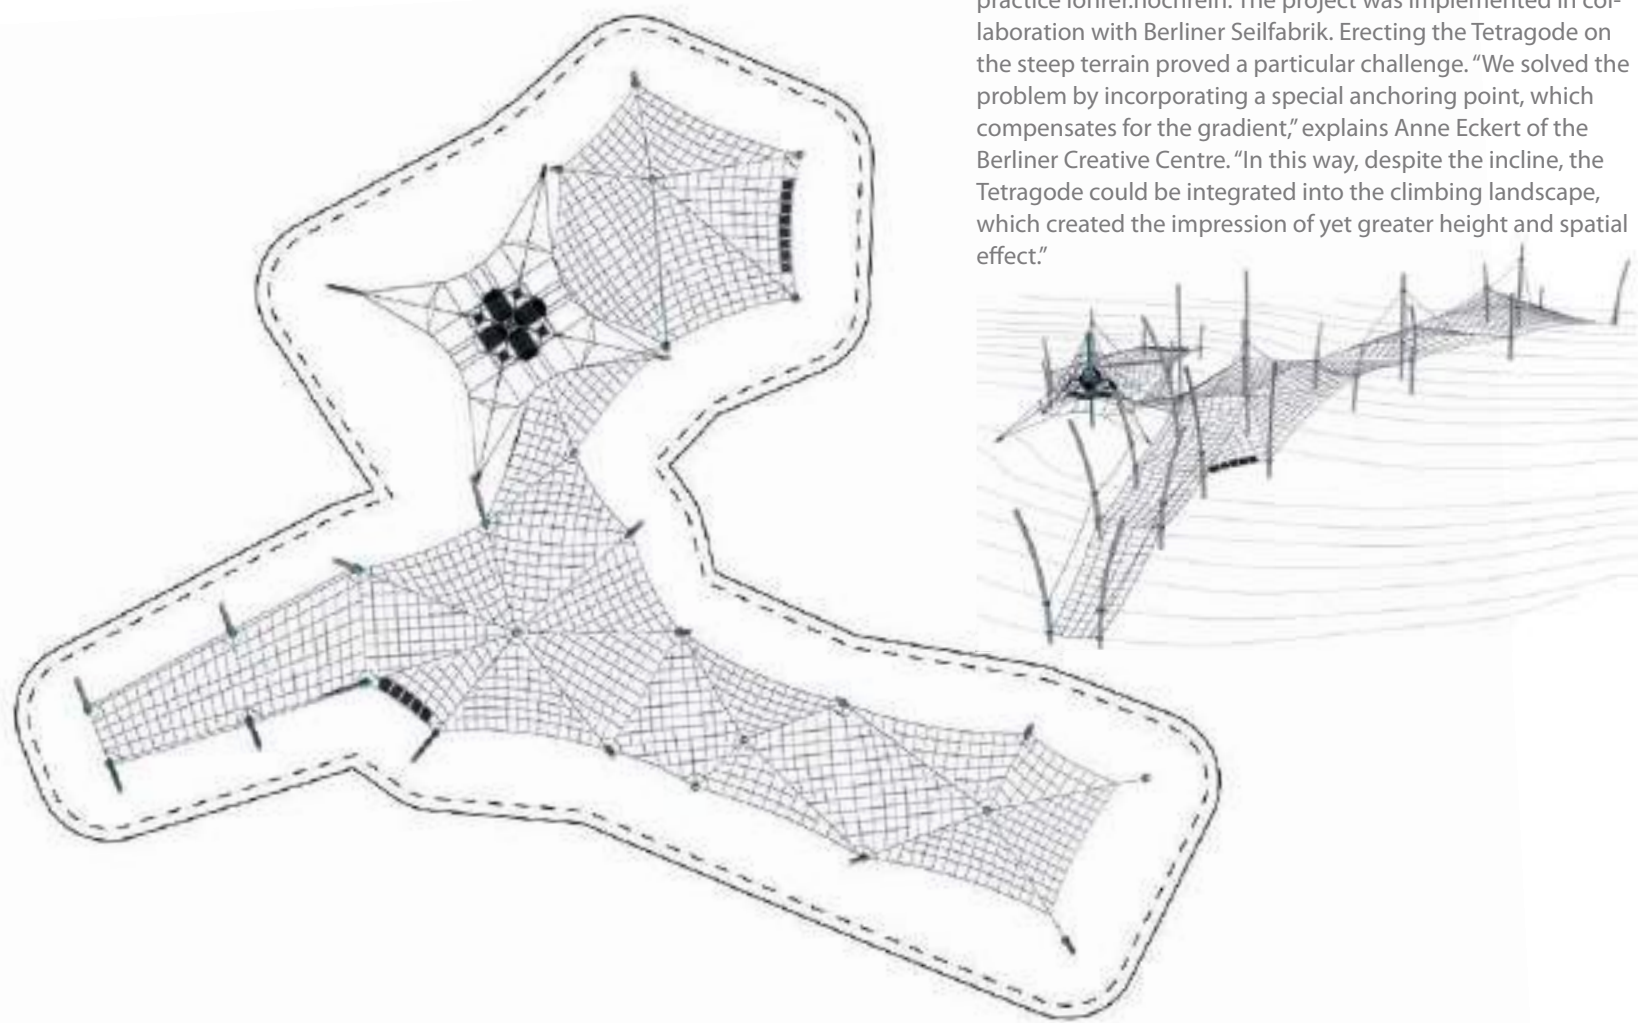 practice lohrer.hochrein. The project was implemented in col-
laboration with Berliner Seilfabrik. Erecting the Tetragode on
the steep terrain proved a particular challenge. “We solved the
problem by incorporating a special anchoring point, which
compensates for the gradient,” explains Anne Eckert of the
Berliner Creative Centre. “In this way, despite the incline, the
Tetragode could be integrated into the climbing landscape,
which created the impression of yet greater height and spatial
effect.”